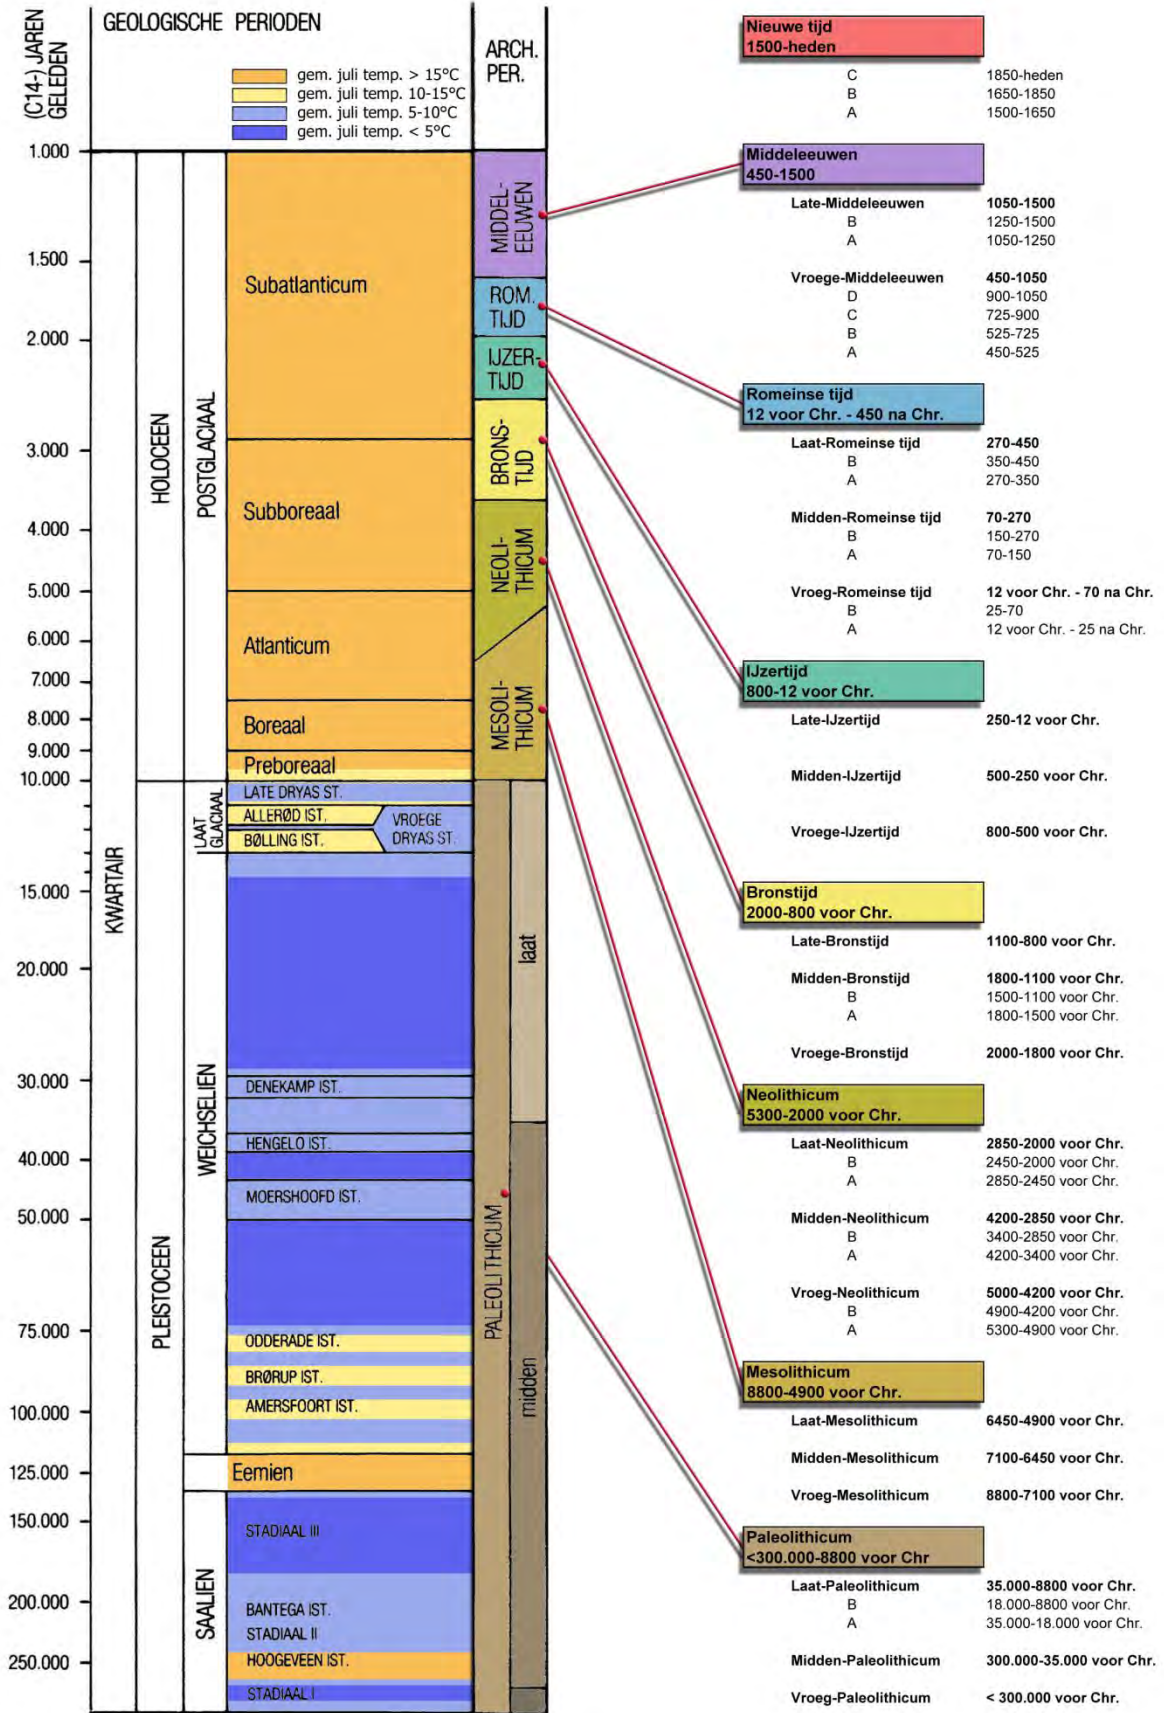 (C14-) JAREN
GELEDEN
GEOLOGISCHE PERIODEN
gem. juli temp. > 15°C
gem. juli temp. 10-15°C
gem. juli temp. 5-10°C
gem. juli temp. < 5°C
ARCH.
PER.
1.000
1.500
2.000
3.000
4.000
5.000
6.000
7.000
8.000
9.000
10.000
15.000
20.000
30.000
40.000
50.000
75.000
100.000
125.000
150.000
200.000
250.000
KWARTAIR
HOLOCEEN
PLEISTOCEEN
POSTGLACIAAL
LAAT
GLACIAAL
WEICHSELIEN
SAALIEN
Subatlanticum
Subboreaal
Atlanticum
Boreaal
Preboreaal
LATE DRYAS ST.
ALLERØD IST.
VROEGE
DRYAS ST.
BØLLING IST.
DENEKAMP IST.
HENGELO IST.
MOERSHOOFD IST.
ODDERADE IST.
BRØRUP IST.
AMERSFOORT IST.
Eemien
STADIAAL III
BANTEGA IST.
STADIAAL II
HOOGEVEEN IST.
STADIAAL I
MIDDEL-
EEUWEN
ROM.
TIJD
IJZER-
TIJD
BRONS-
TIJD
NEOLI-
THICUM
MESOLI-
THICUM
PALEOLITHICUM
laat
midden
Nieuwe tijd
1500-heden
C 1850-heden
B 1650-1850
A 1500-1650
Middeleeuwen
450-1500
Late-Middeleeuwen 1050-1500
B 1250-1500
A 1050-1250
Vroege-Middeleeuwen 450-1050
D 900-1050
C 725-900
B 525-725
A 450-525
Romeinse tijd
12 voor Chr. - 450 na Chr.
Laat-Romeinse tijd 270-450
B 350-450
A 270-350
Midden-Romeinse tijd 70-270
B 150-270
A 70-150
Vroeg-Romeinse tijd 12 voor Chr. - 70 na Chr.
B 25-70
A 12 voor Chr. - 25 na Chr.
IJzertijd
800-12 voor Chr.
Late-IJzertijd 250-12 voor Chr.
Midden-IJzertijd 500-250 voor Chr.
Vroege-IJzertijd 800-500 voor Chr.
Bronstijd
2000-800 voor Chr.
Late-Bronstijd 1100-800 voor Chr.
Midden-Bronstijd 1800-1100 voor Chr.
B 1500-1100 voor Chr.
A 1800-1500 voor Chr.
Vroege-Bronstijd 2000-1800 voor Chr.
Neolithicum
5300-2000 voor Chr.
Laat-Neolithicum 2850-2000 voor Chr.
B 2450-2000 voor Chr.
A 2850-2450 voor Chr.
Midden-Neolithicum 4200-2850 voor Chr.
B 3400-2850 voor Chr.
A 4200-3400 voor Chr.
Vroeg-Neolithicum 5000-4200 voor Chr.
B 4900-4200 voor Chr.
A 5300-4900 voor Chr.
Mesolithicum
8800-4900 voor Chr.
Laat-Mesolithicum 6450-4900 voor Chr.
Midden-Mesolithicum 7100-6450 voor Chr.
Vroeg-Mesolithicum 8800-7100 voor Chr.
Paleolithicum
<300.000-8800 voor Chr
Laat-Paleolithicum 35.000-8800 voor Chr.
B 18.000-8800 voor Chr.
A 35.000-18.000 voor Chr.
Midden-Paleolithicum 300.000-35.000 voor Chr.
Vroeg-Paleolithicum < 300.000 voor Chr.